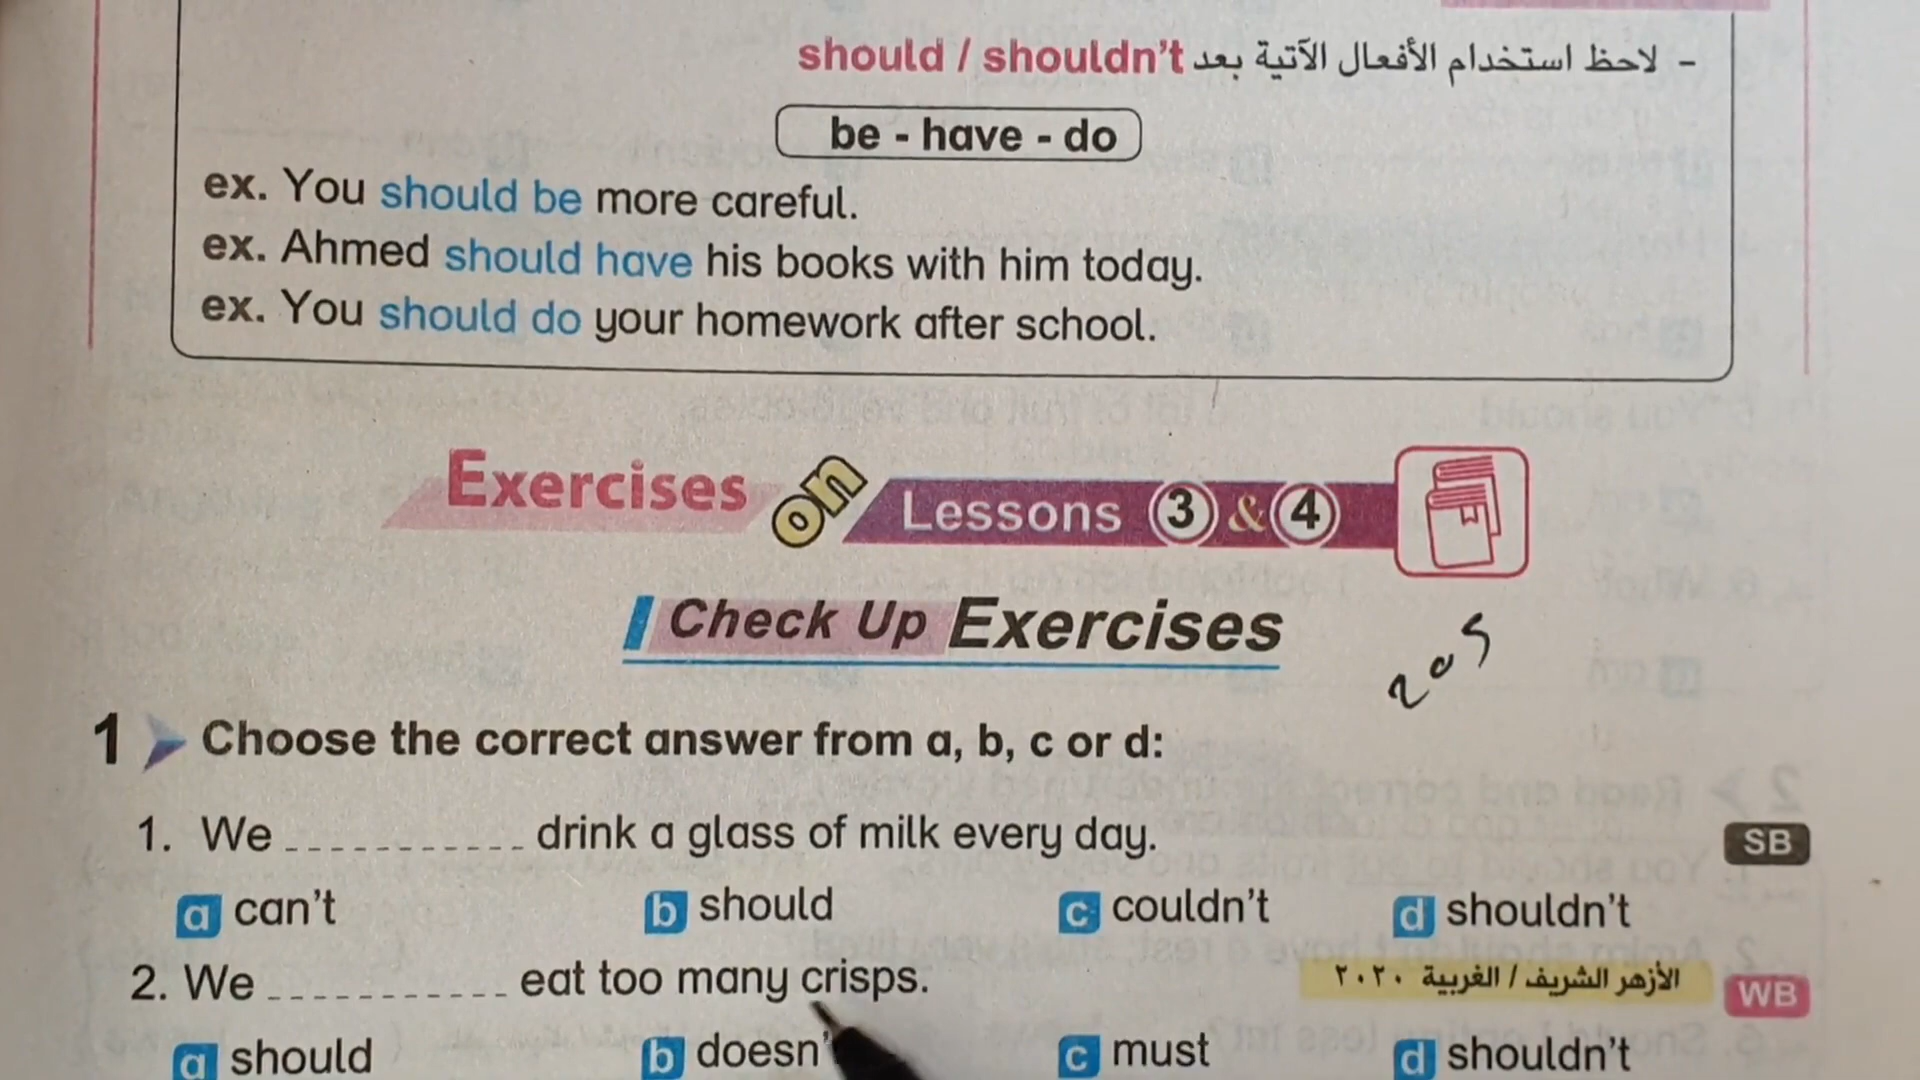 - لاحظ استخدام الأفعال الآتية بعد should / shouldn't
be - have - do
ex. You should be more careful.
ex. Ahmed should have his books with him today.
ex. You should do your homework after school.
Exercises on Lessons 3 & 4
Check Up Exercises
205
1 Choose the correct answer from a, b, c or d:
1. We ___________ drink a glass of milk every day. SB
a can't b should c couldn't d shouldn't
2. We ___________ eat too many crisps. الأزهر الشريف / الغربية ٢٠٢٠ WB
a should b doesn' c must d shouldn't